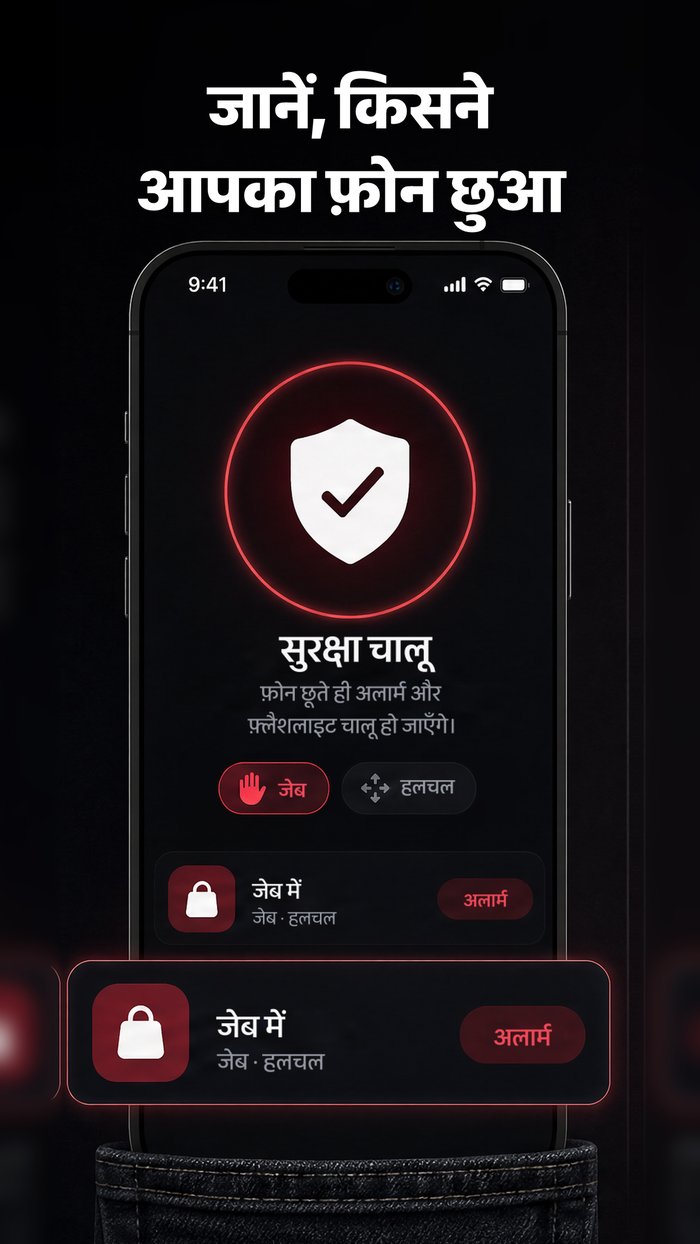 जानें, किसने
आपका फ़ोन छुआ
9:41
सुरक्षा चालू
फ़ोन छूते ही अलार्म और
फ़्लैशलाइट चालू हो जाएँगे।
जेब
हलचल
जेब में
जेब · हलचल
अलार्म
जेब में
जेब · हलचल
अलार्म